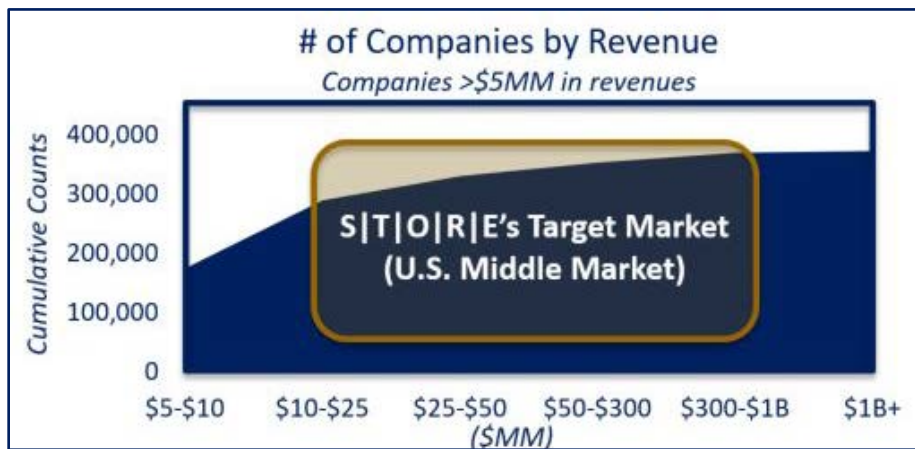 # of Companies by Revenue
Companies >$5MM in revenues
Cumulative Counts
400,000
300,000
200,000
100,000
0
S|T|O|R|E's Target Market
(U.S. Middle Market)
$5-$10 $10-$25 $25-$50 $50-$300 $300-$1B $1B+
($MM)